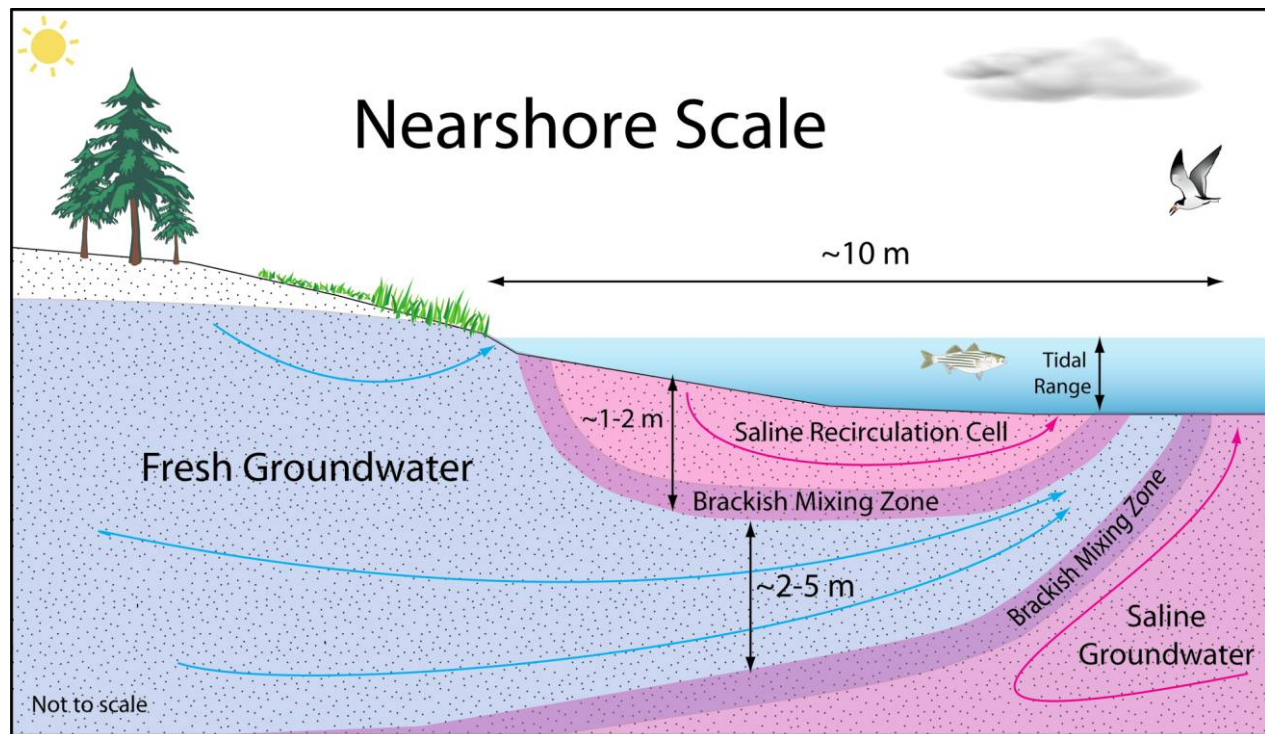 Nearshore Scale
~10 m
Tidal
Range
~1-2 m
Saline Recirculation Cell
Fresh Groundwater
Brackish Mixing Zone
~2-5 m
Brackish Mixing Zone
Saline
Groundwater
Not to scale